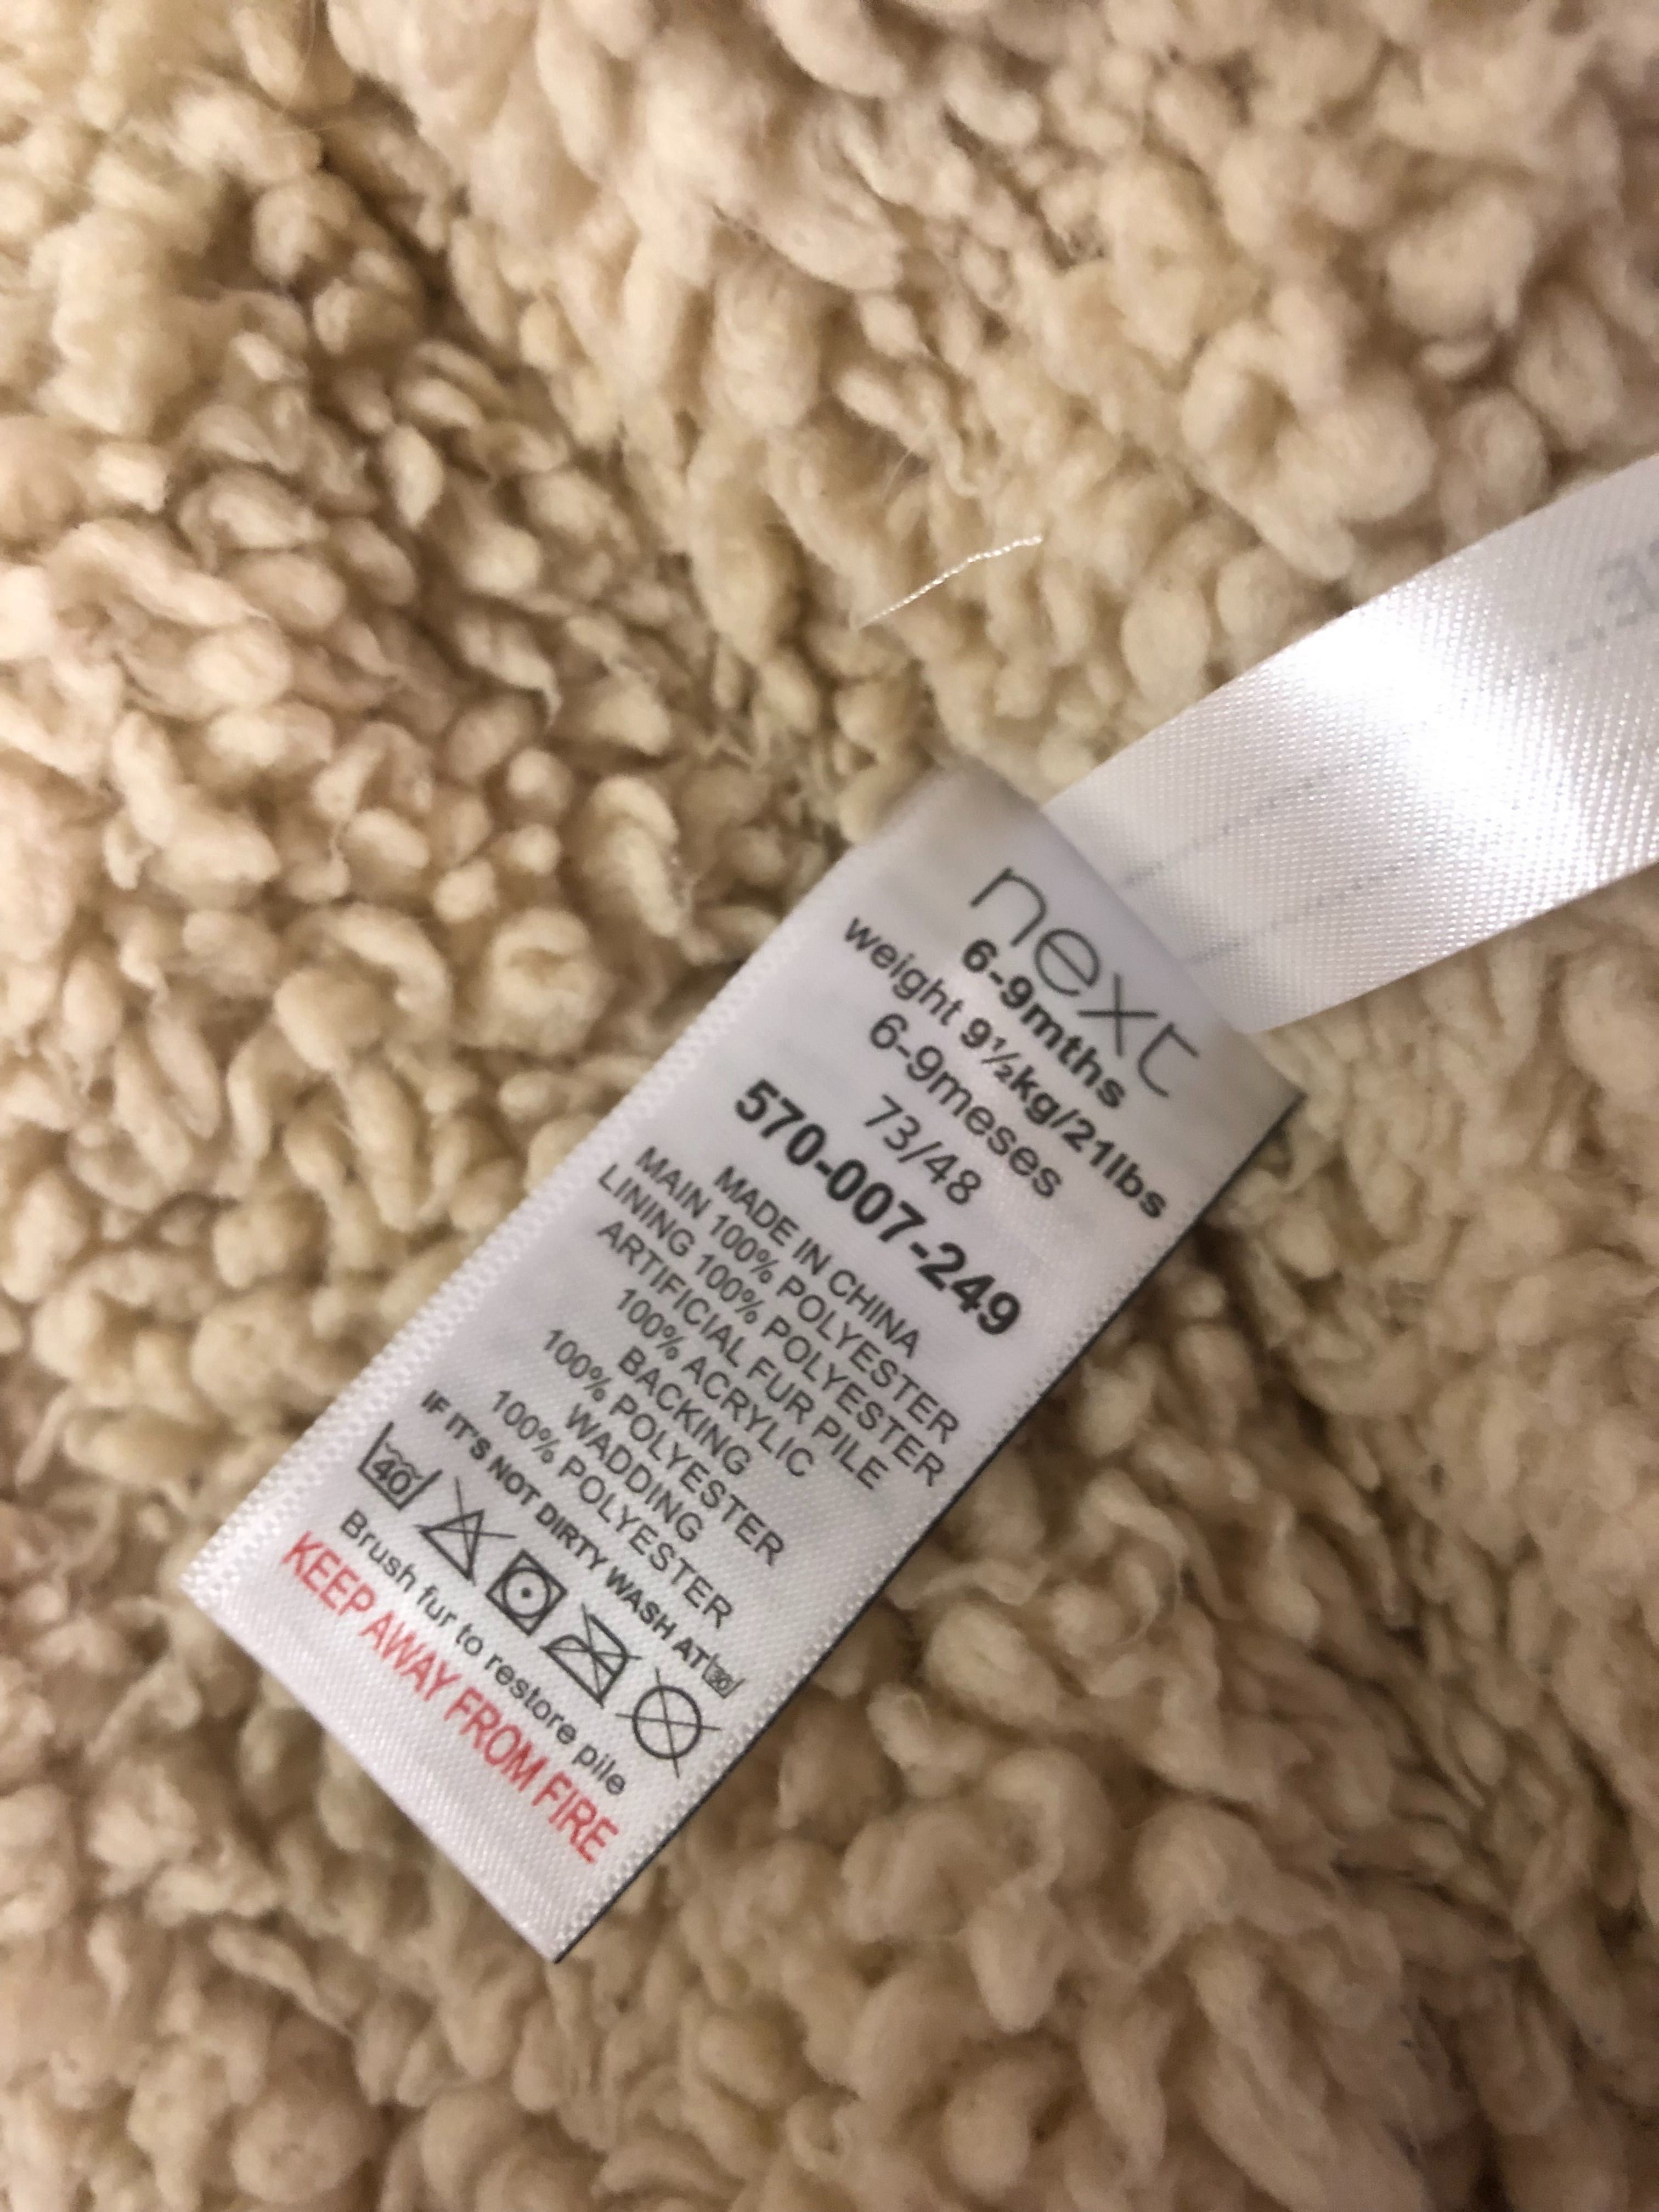 next
6-9mths
weight 9½kg/21lbs
6-9meses
73/48
570-007-249
MADE IN CHINA
MAIN 100% POLYESTER
LINING 100% POLYESTER
ARTIFICIAL FUR PILE
100% ACRYLIC
BACKING
100% POLYESTER
WADDING
100% POLYESTER
IF IT'S NOT DIRTY WASH AT 30
40
Brush fur to restore pile
KEEP AWAY FROM FIRE